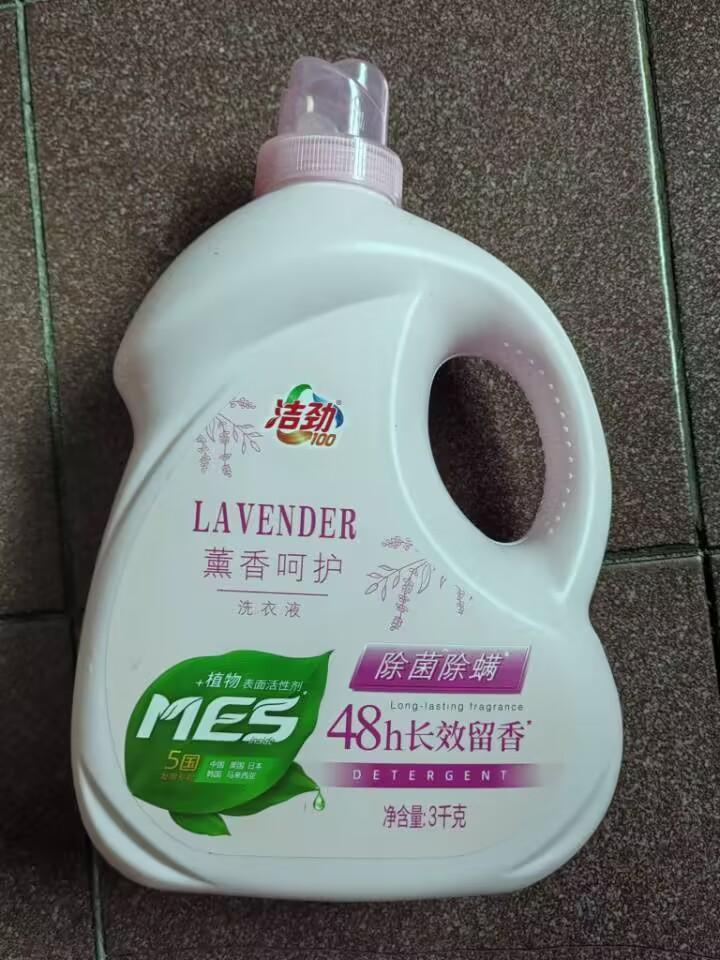 洁劲®
100
LAVENDER
薰香呵护
洗衣液
除菌除螨*
Long-lasting fragrance
48h长效留香*
DETERGENT
净含量:3千克
+植物表面活性剂*
MES
inside
5国
中国 美国 日本
韩国 马来西亚